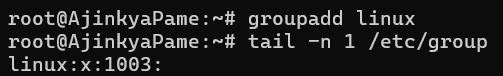 root@AjinkyaPame:~# groupadd linux
root@AjinkyaPame:~# tail -n 1 /etc/group
linux:x:1003: